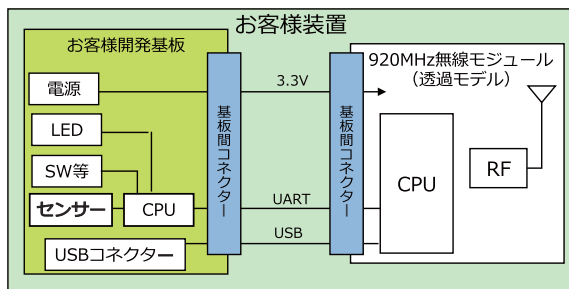 お客様装置
お客様開発基板
電源
LED
SW等
センサー
CPU
USBコネクター
基板間コネクター
3.3V
UART
USB
基板間コネクター
920MHz無線モジュール
（透過モデル）
CPU
RF